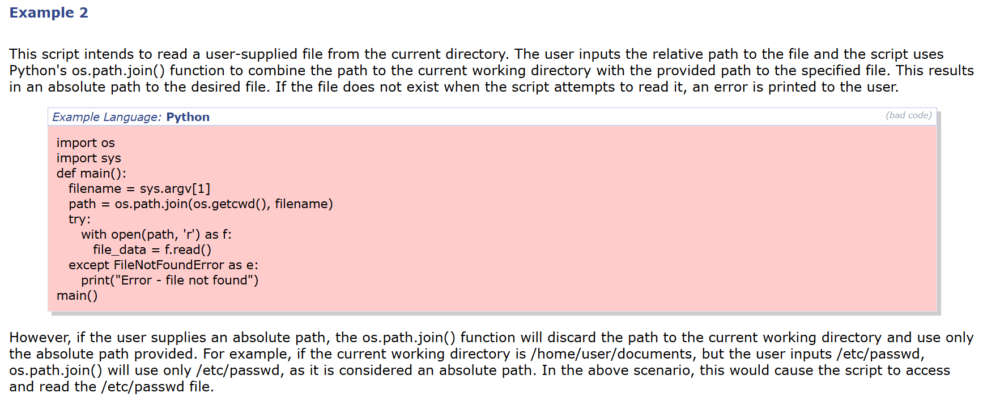 Example 2
This script intends to read a user-supplied file from the current directory. The user inputs the relative path to the file and the script uses
Python's os.path.join() function to combine the path to the current working directory with the provided path to the specified file. This results
in an absolute path to the desired file. If the file does not exist when the script attempts to read it, an error is printed to the user.
Example Language: Python (bad code)
import os
import sys
def main():
filename = sys.argv[1]
path = os.path.join(os.getcwd(), filename)
try:
with open(path, 'r') as f:
file_data = f.read()
except FileNotFoundError as e:
print("Error - file not found")
main()
However, if the user supplies an absolute path, the os.path.join() function will discard the path to the current working directory and use only
the absolute path provided. For example, if the current working directory is /home/user/documents, but the user inputs /etc/passwd,
os.path.join() will use only /etc/passwd, as it is considered an absolute path. In the above scenario, this would cause the script to access
and read the /etc/passwd file.